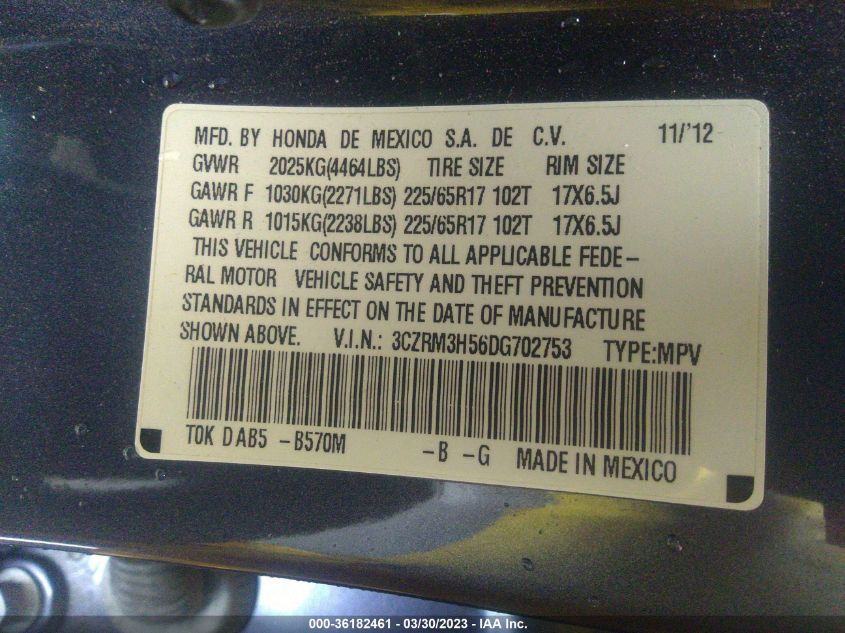 MFD. BY HONDA DE MEXICO S.A. DE C.V. 11/'12
GVWR 2025KG(4464LBS) TIRE SIZE RIM SIZE
GAWR F 1030KG(2271LBS) 225/65R17 102T 17X6.5J
GAWR R 1015KG(2238LBS) 225/65R17 102T 17X6.5J
THIS VEHICLE CONFORMS TO ALL APPLICABLE FEDE-
RAL MOTOR VEHICLE SAFETY AND THEFT PREVENTION
STANDARDS IN EFFECT ON THE DATE OF MANUFACTURE
SHOWN ABOVE. V.I.N.: 3CZRM3H56DG702753 TYPE:MPV
T0K D AB5 -B570M -B -G MADE IN MEXICO
000-36182461 - 03/30/2023 - IAA Inc.